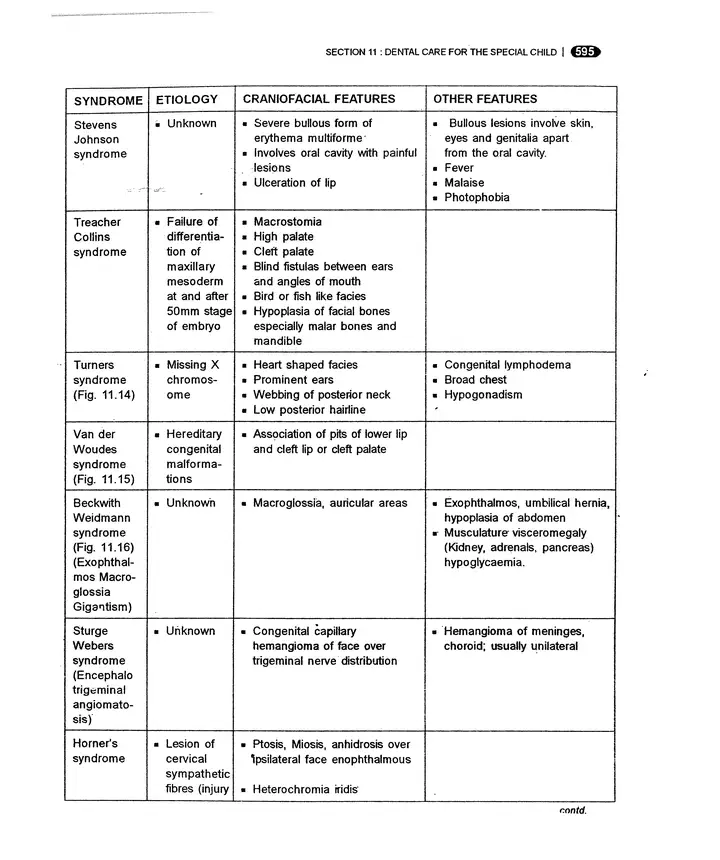 SECTION 11 : DENTAL CARE FOR THE SPECIAL CHILD | 595
SYNDROME ETIOLOGY CRANIOFACIAL FEATURES OTHER FEATURES
Stevens
Johnson
syndrome
▪ Unknown
▪ Severe bullous form of
erythema multiforme
▪ Involves oral cavity with painful
lesions
▪ Ulceration of lip
▪ Bullous lesions involve skin,
eyes and genitalia apart
from the oral cavity.
▪ Fever
▪ Malaise
▪ Photophobia
Treacher
Collins
syndrome
▪ Failure of
differentia-
tion of
maxillary
mesoderm
at and after
50mm stage
of embryo
▪ Macrostomia
▪ High palate
▪ Cleft palate
▪ Blind fistulas between ears
and angles of mouth
▪ Bird or fish like facies
▪ Hypoplasia of facial bones
especially malar bones and
mandible
Turners
syndrome
(Fig. 11.14)
▪ Missing X
chromos-
ome
▪ Heart shaped facies
▪ Prominent ears
▪ Webbing of posterior neck
▪ Low posterior hairline
▪ Congenital lymphodema
▪ Broad chest
▪ Hypogonadism
Van der
Woudes
syndrome
(Fig. 11.15)
▪ Hereditary
congenital
malforma-
tions
▪ Association of pits of lower lip
and cleft lip or cleft palate
Beckwith
Weidmann
syndrome
(Fig. 11.16)
(Exophthal-
mos Macro-
glossia
Gigantism)
▪ Unknown
▪ Macroglossia, auricular areas
▪ Exophthalmos, umbilical hernia,
hypoplasia of abdomen
▪ Musculature visceromegaly
(Kidney, adrenals, pancreas)
hypoglycaemia.
Sturge
Webers
syndrome
(Encephalo
trigeminal
angiomato-
sis)
▪ Unknown
▪ Congenital capillary
hemangioma of face over
trigeminal nerve distribution
▪ Hemangioma of meninges,
choroid; usually unilateral
Horner's
syndrome
▪ Lesion of
cervical
sympathetic
fibres (injury
▪ Ptosis, Miosis, anhidrosis over
ipsilateral face enophthalmous
▪ Heterochromia iridis
contd.